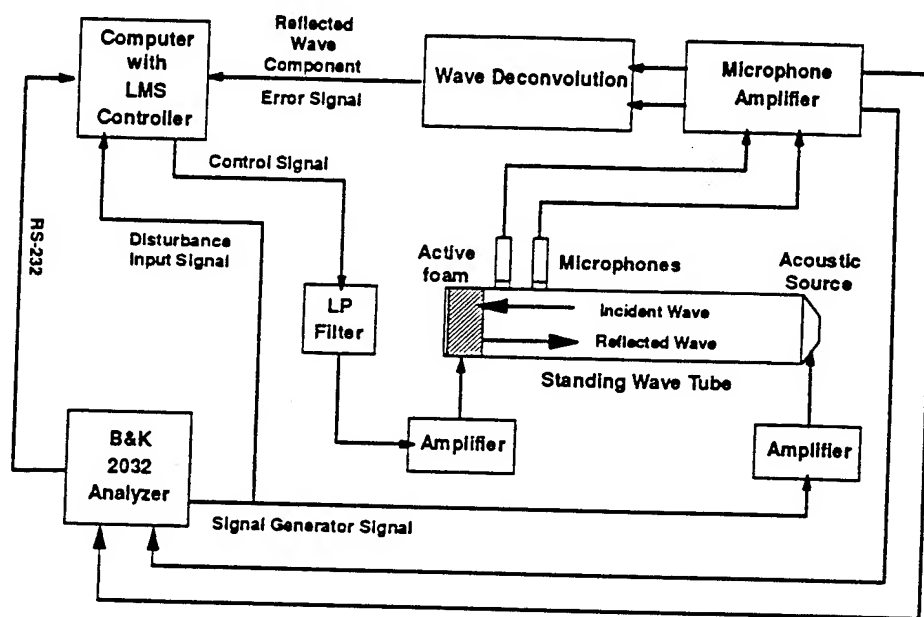 Computer
with
LMS
Controller
Reflected
Wave
Component
Error Signal
Wave Deconvolution
Microphone
Amplifier
Control Signal
RS-232
Disturbance
Input Signal
Active
foam
Microphones
Acoustic
Source
LP
Filter
Incident Wave
Reflected Wave
Standing Wave Tube
Amplifier
Amplifier
B&K
2032
Analyzer
Signal Generator Signal